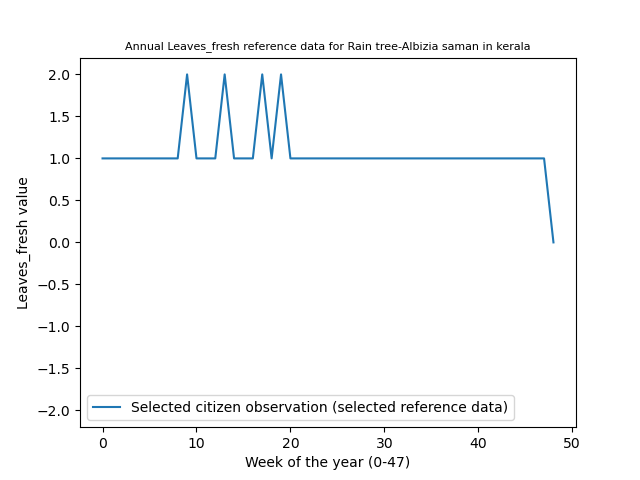 Annual Leaves_fresh reference data for Rain tree-Albizia saman in kerala
2.0
1.5
1.0
0.5
0.0
−0.5
−1.0
−1.5
−2.0
Leaves_fresh value
Selected citizen observation (selected reference data)
0 10 20 30 40 50
Week of the year (0-47)